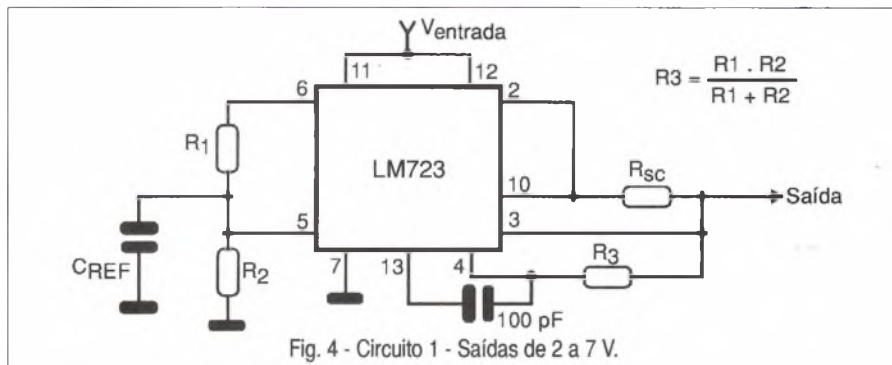 Ventrada
11
12
6
2
R3 = R1 . R2 / R1 + R2
R1
LM723
Rsc
10
Saída
5
3
CREF
R2
7
13
4
R3
100 pF
Fig. 4 - Circuito 1 - Saídas de 2 a 7 V.